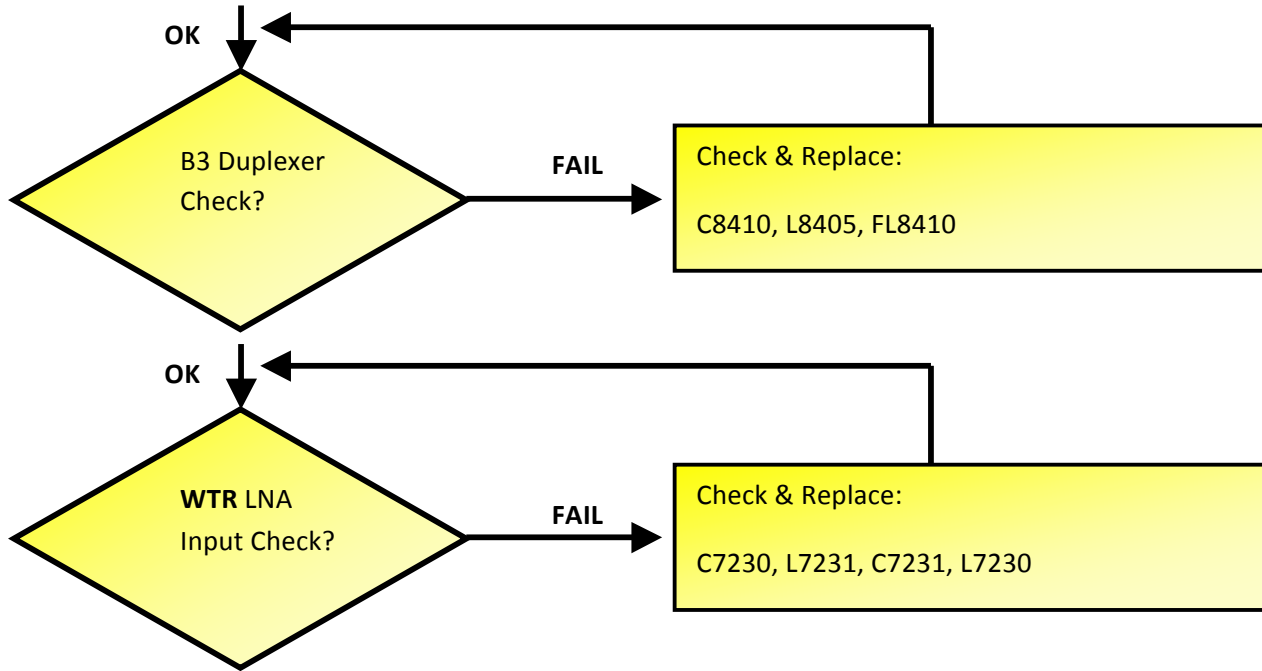 OK
B3 Duplexer
Check?
FAIL
Check & Replace:
C8410, L8405, FL8410
OK
WTR LNA
Input Check?
FAIL
Check & Replace:
C7230, L7231, C7231, L7230